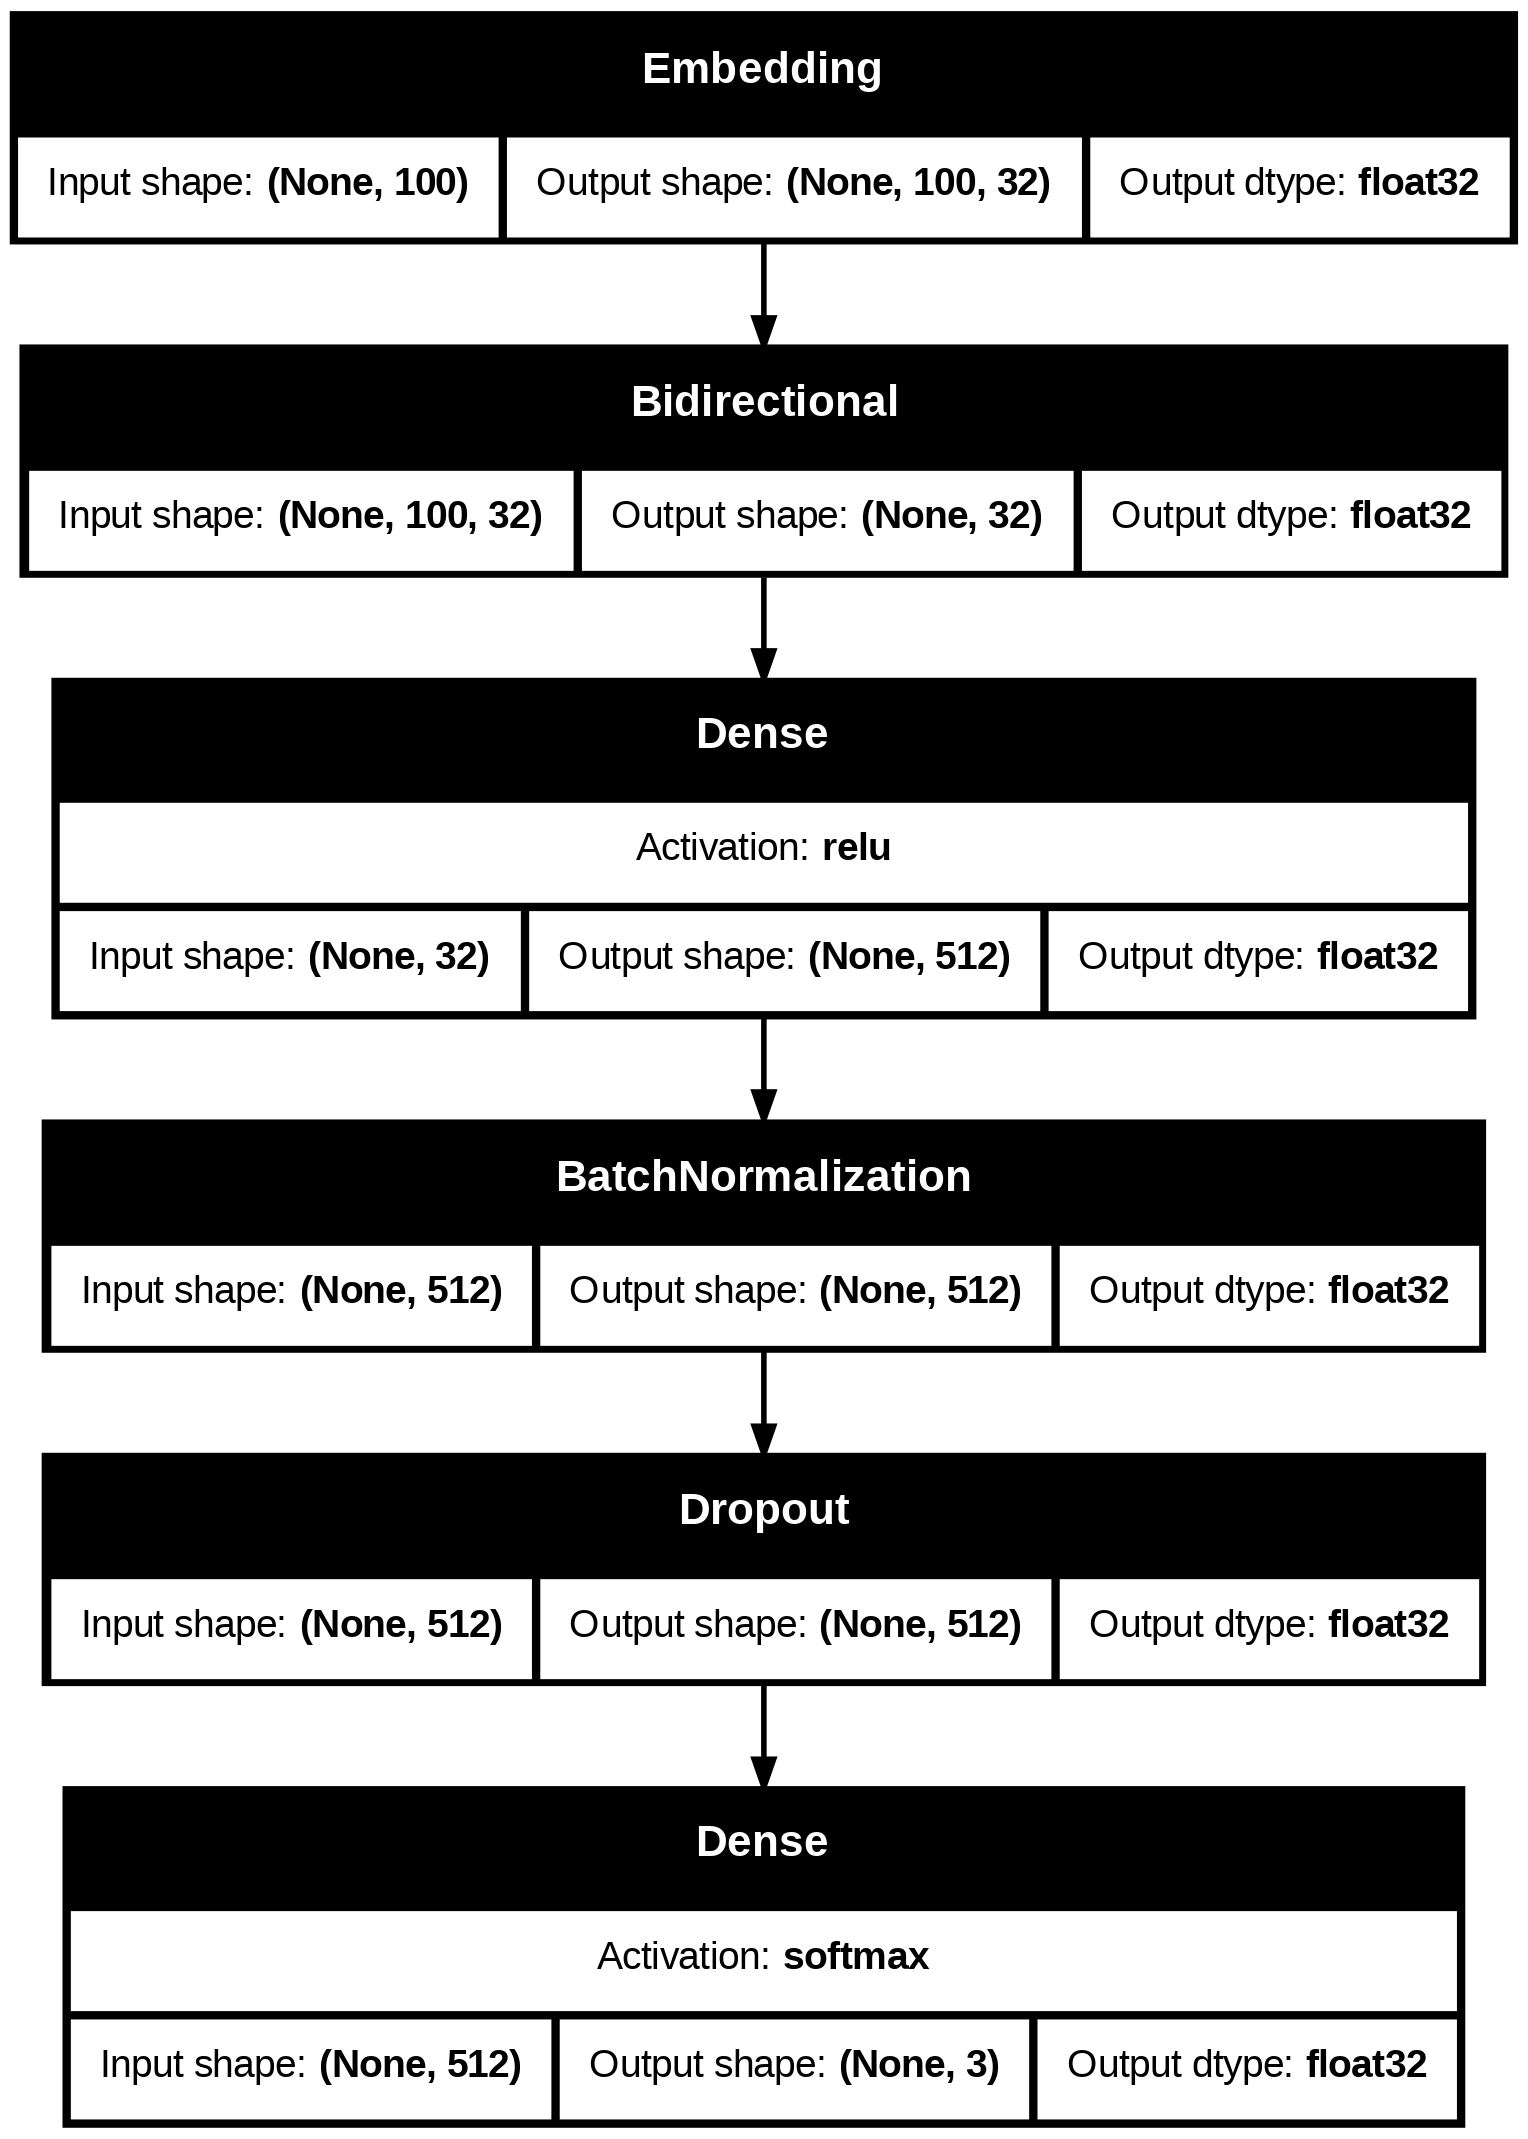 Embedding
Input shape: (None, 100) Output shape: (None, 100, 32) Output dtype: float32
Bidirectional
Input shape: (None, 100, 32) Output shape: (None, 32) Output dtype: float32
Dense
Activation: relu
Input shape: (None, 32) Output shape: (None, 512) Output dtype: float32
BatchNormalization
Input shape: (None, 512) Output shape: (None, 512) Output dtype: float32
Dropout
Input shape: (None, 512) Output shape: (None, 512) Output dtype: float32
Dense
Activation: softmax
Input shape: (None, 512) Output shape: (None, 3) Output dtype: float32